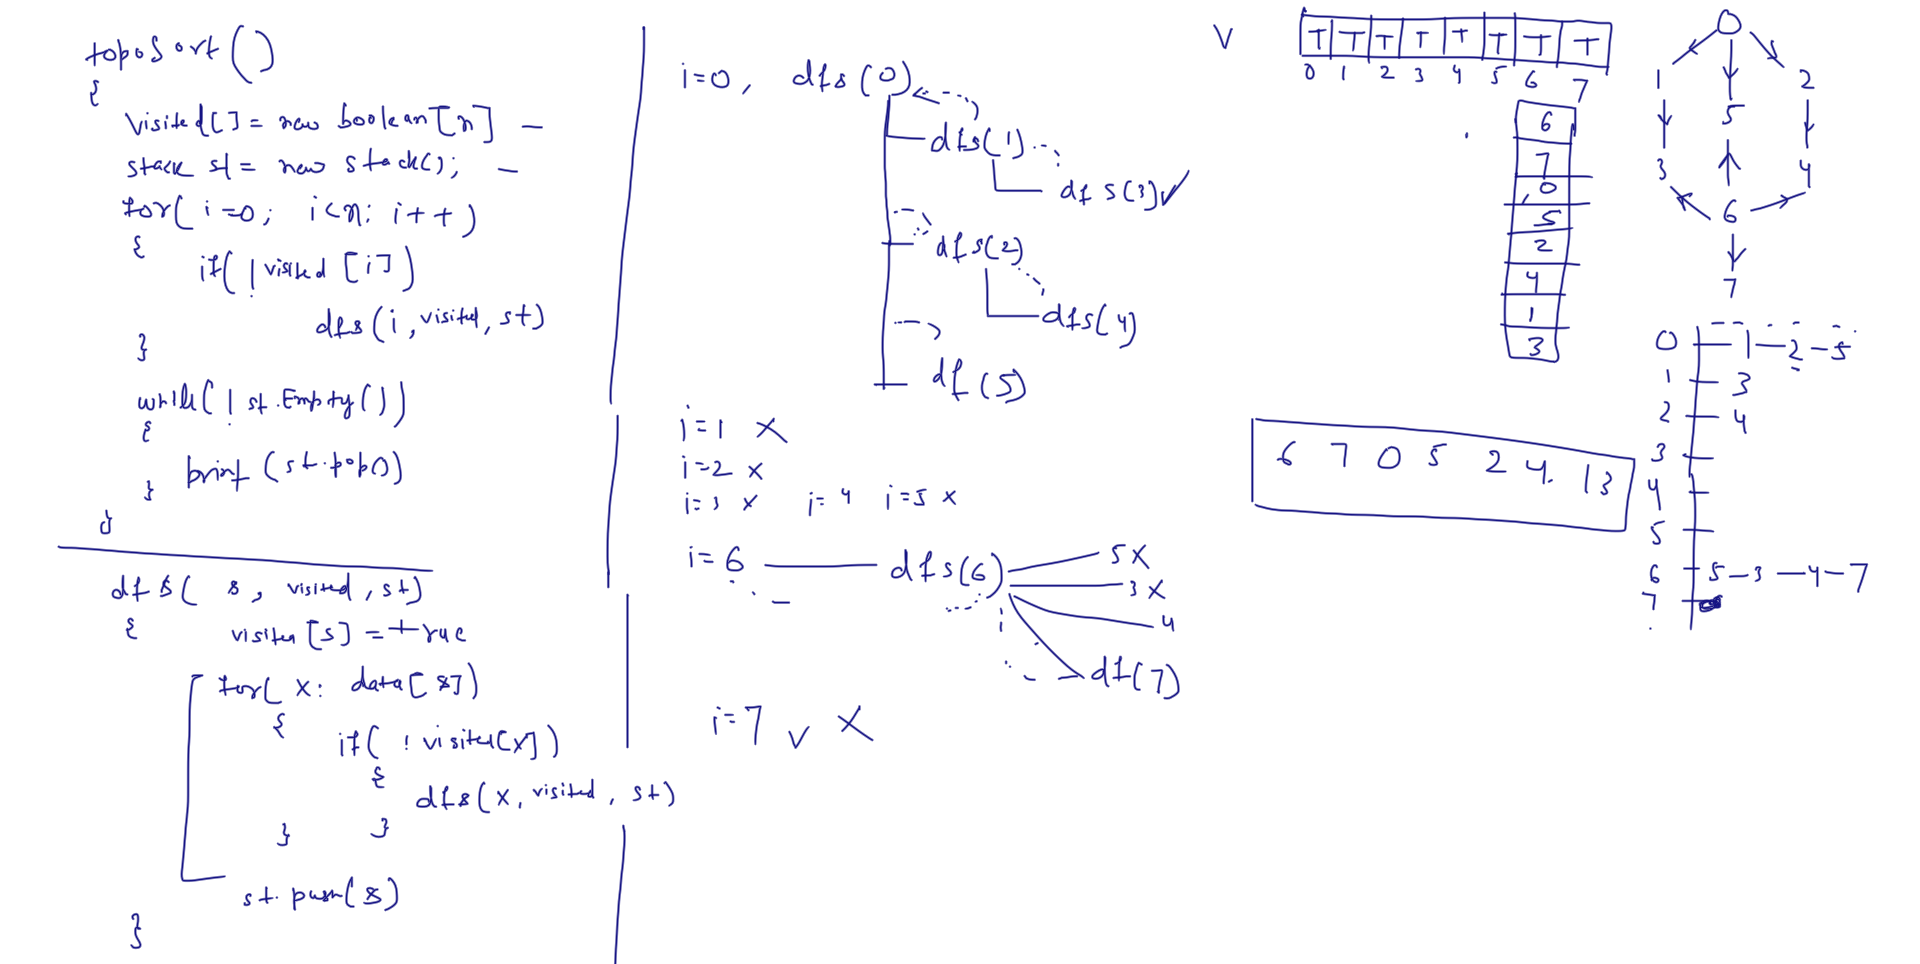 topoSort()
{
visited[] = new boolean[n] -
stack st = new stack(); -
for( i=0; i<n; i++)
{
if( ! visited [i])
dfs (i, visited, st)
}
while( ! st.Empty())
{
print (st.pop())
}
}
dfs( s, visited, st)
{
visited [s] = true
for( x: data[s])
{
if( ! visited[x])
{
dfs(x, visited, st)
}
}
st.push(s)
}
i=0, dfs(0)
dfs(1)
dfs(3) ✓
dfs(2)
dfs(4)
df(5)
i=1 X
i=2 x
i=3 x i=4 i=5 x
i=6 dfs(6)
5 X
3 X
4
df(7)
i=7 v X
V T T T T T T T T
0 1 2 3 4 5 6 7
6
7
0
5
2
4
1
3
6 7 0 5 2 4. 1 3
0
1 2
5
3 4
6
7
0 1-2-5
1 3
2 4
3
4
5
6 5-3-4-7
7